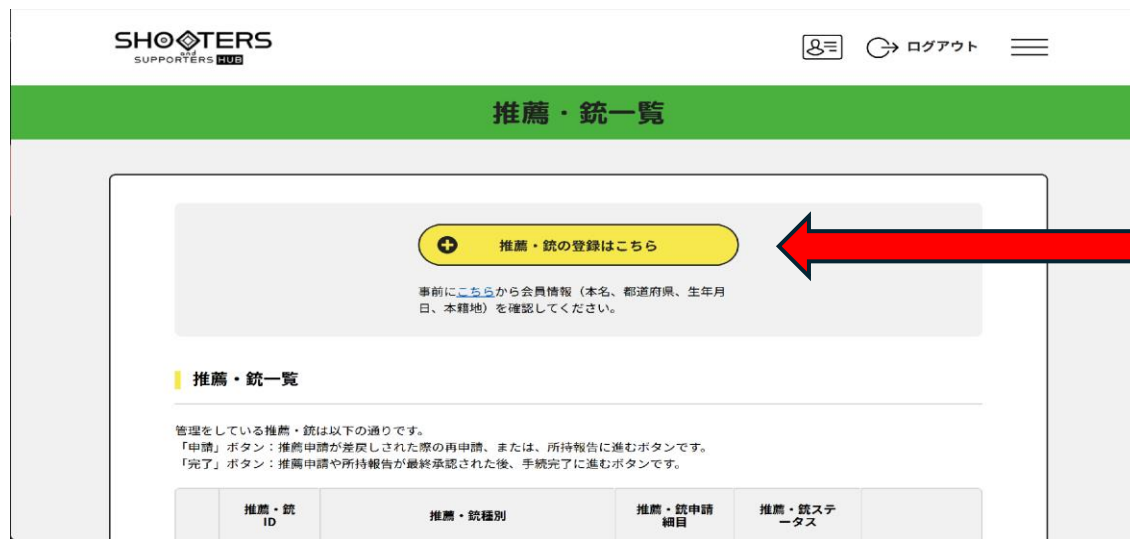 SHOOTERS
and
SUPPORTERS HUB
ログアウト
推薦・銃一覧
推薦・銃の登録はこちら
事前にこちらから会員情報（本名、都道府県、生年月
日、本籍地）を確認してください。
推薦・銃一覧
管理をしている推薦・銃は以下の通りです。
「申請」ボタン：推薦申請が差戻しされた際の再申請、または、所持報告に進むボタンです。
「完了」ボタン：推薦申請や所持報告が最終承認された後、手続完了に進むボタンです。
推薦・銃
ID
推薦・銃種別
推薦・銃申請
細目
推薦・銃ステ
ータス